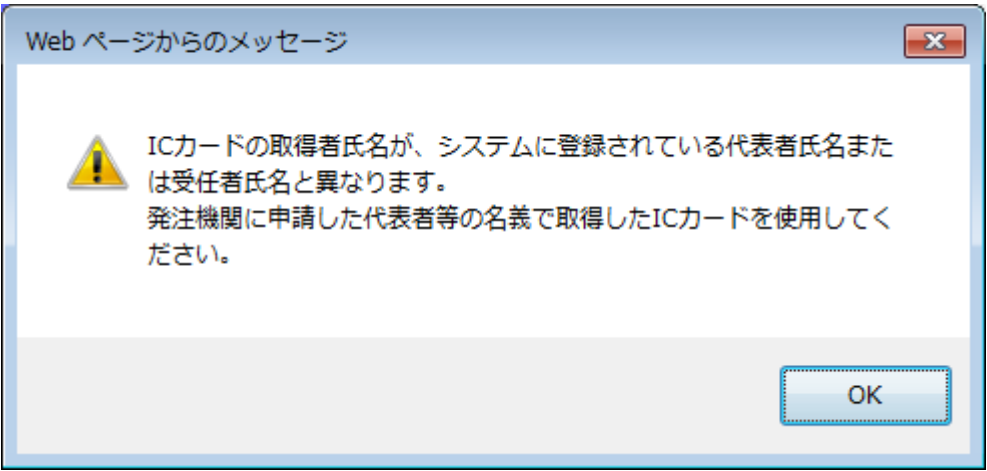 Web ページからのメッセージ
ICカードの取得者氏名が、システムに登録されている代表者氏名また
は受任者氏名と異なります。
発注機関に申請した代表者等の名義で取得したICカードを使用してく
ださい。
OK